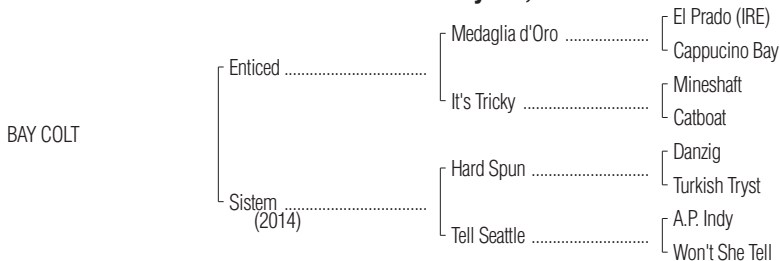 El Prado (IRE)
Medaglia d'Oro ..................
Cappucino Bay
Enticed ................................
Mineshaft
It's Tricky ...........................
Catboat
BAY COLT
Danzig
Hard Spun .........................
Turkish Tryst
Sistem ................................
(2014)
A.P. Indy
Tell Seattle .........................
Won't She Tell